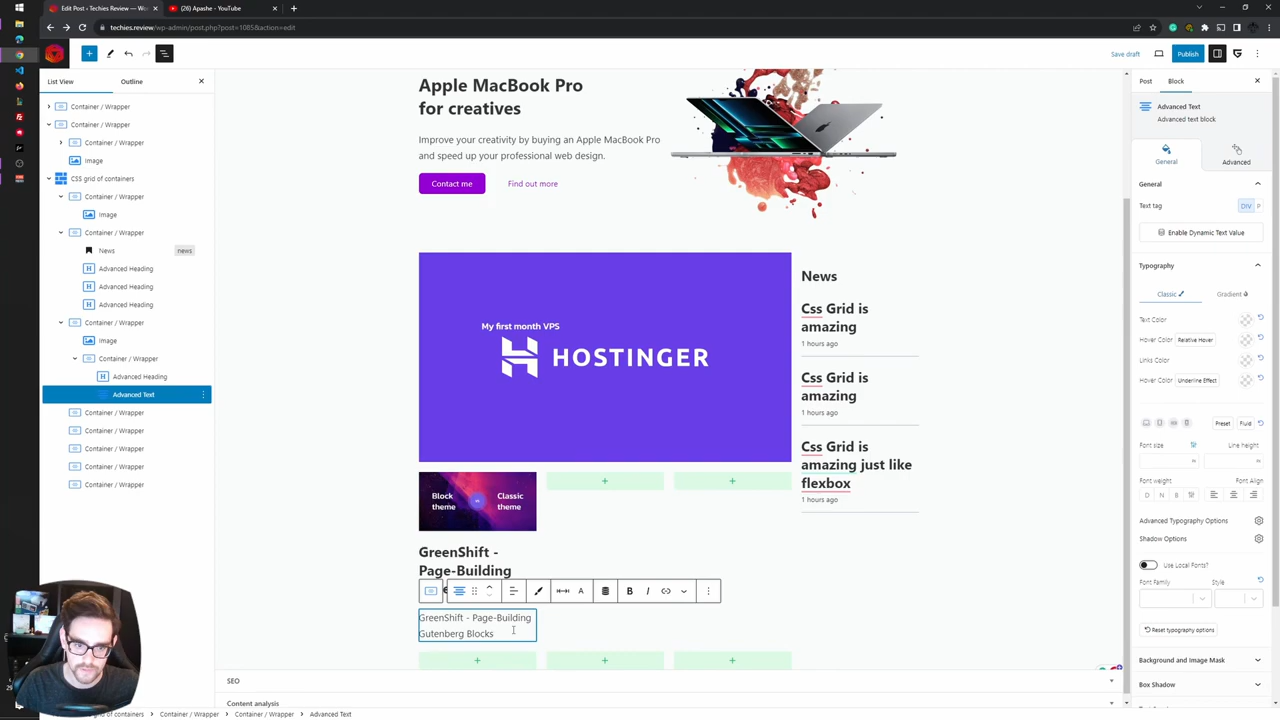 Edit Post ‹ Techies Review — Wo
(26) Apashe - YouTube
techies.review/wp-admin/post.php?post=1085&action=edit
Save draft
Publish
List View
Outline
Container / Wrapper
Container / Wrapper
Container / Wrapper
Image
CSS grid of containers
Container / Wrapper
Image
Container / Wrapper
News
news
Advanced Heading
Advanced Heading
Advanced Heading
Container / Wrapper
Image
Container / Wrapper
Advanced Heading
Advanced Text
Container / Wrapper
Container / Wrapper
Container / Wrapper
Container / Wrapper
Container / Wrapper
Apple MacBook Pro
for creatives
Improve your creativity by buying an Apple MacBook Pro
and speed up your professional web design.
Contact me
Find out more
My first month VPS
HOSTINGER
News
Css Grid is
amazing
1 hours ago
Css Grid is
amazing
1 hours ago
Css Grid is
amazing just like
flexbox
1 hours ago
Block
theme
vs
Classic
theme
GreenShift -
Page-Building
A
B
I
GreenShift - Page-Building
Gutenberg Blocks
SEO
Content analysis
grid of containers
Container / Wrapper
Container / Wrapper
Advanced Text
Post
Block
Advanced Text
Advanced text block
General
Advanced
General
Text tag
DIV
P
Enable Dynamic Text Value
Typography
Classic
Gradient
Text Color
Hover Color
Relative Hover
Links Color
Hover Color
Underline Effect
Preset
Fluid
Font size
Line height
Font weight
Font Align
D
N
B
Advanced Typography Options
Shadow Options
Use Local Fonts?
Font Family
Style
Reset typography options
Background and Image Mask
Box Shadow